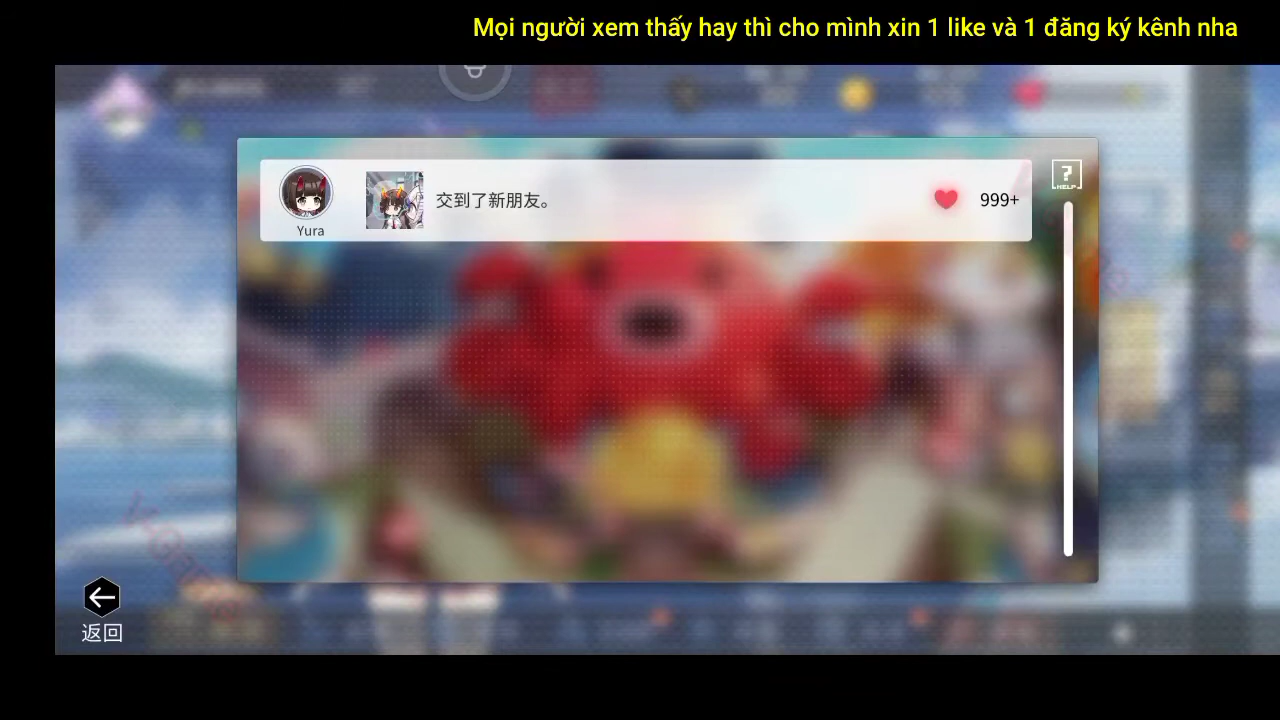 Mọi người xem thấy hay thì cho mình xin 1 like và 1 đăng ký kênh nha
?
HELP
交到了新朋友。
999+
Yura
返回